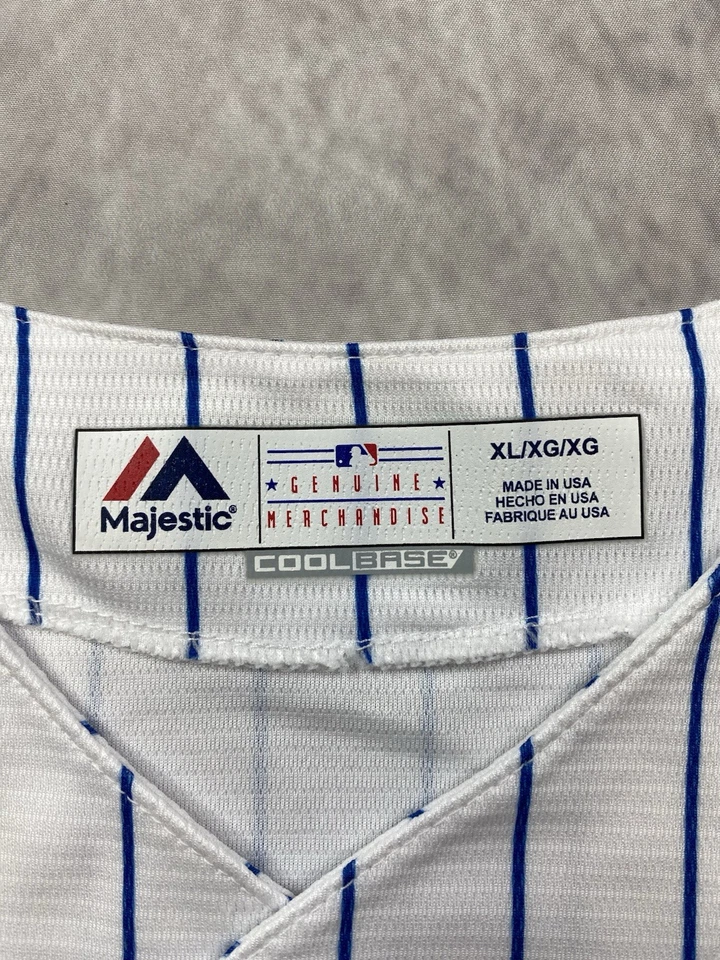 Majestic®
GENUINE
MERCHANDISE
XL/XG/XG
MADE IN USA
HECHO EN USA
FABRIQUE AU USA
COOLBASE®